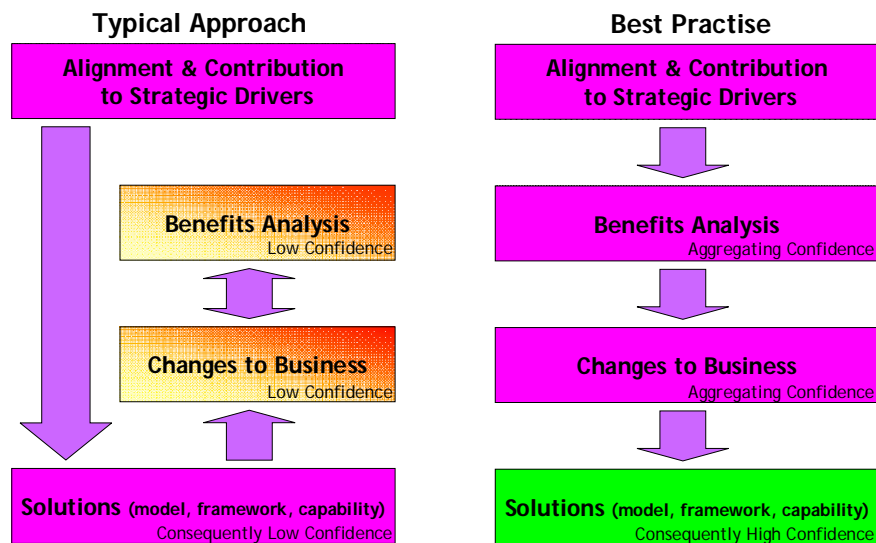 Typical Approach
Alignment & Contribution
to Strategic Drivers
Benefits Analysis
Low Confidence
Changes to Business
Low Confidence
Solutions (model, framework, capability)
Consequently Low Confidence
Best Practise
Alignment & Contribution
to Strategic Drivers
Benefits Analysis
Aggregating Confidence
Changes to Business
Aggregating Confidence
Solutions (model, framework, capability)
Consequently High Confidence